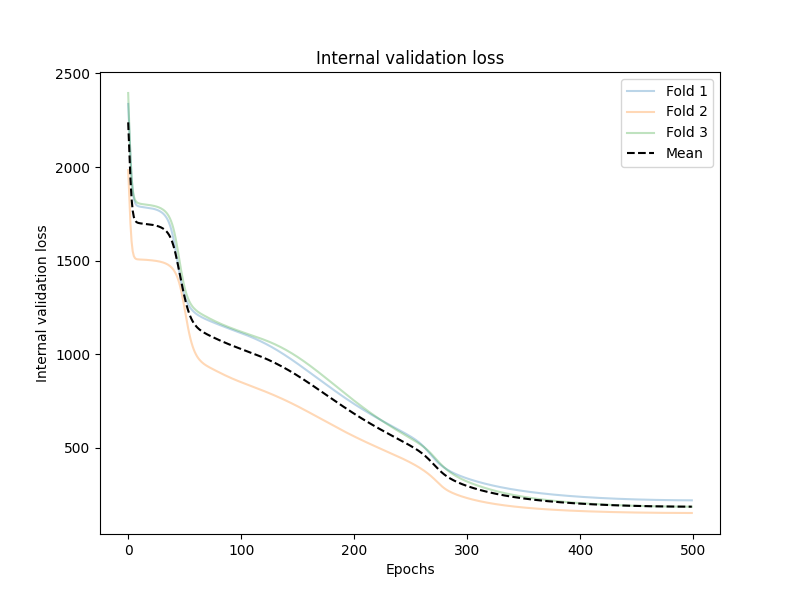 Internal validation loss
Fold 1
Fold 2
Fold 3
Mean
Internal validation loss
2500
2000
1500
1000
500
0 100 200 300 400 500
Epochs